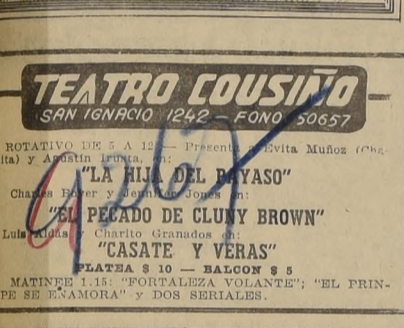 TEATRO COUSIÑO
SAN IGNACIO 1242 — FONO 50657
ROTATIVO DE 5 A 12 — Presenta a Evita Muñoz (Cha-
ita) y Agustín Irusta, en:
"LA HIJA DEL PAYASO"
Charles Boyer y Jennifer Jones en:
"EL PECADO DE CLUNY BROWN"
Luis Aldás y Charito Granados en:
"CASATE Y VERAS"
PLATEA $ 10 — BALCON $ 5
MATINEE 1.15: "FORTALEZA VOLANTE"; "EL PRIN-
PE SE ENAMORA" y DOS SERIALES.